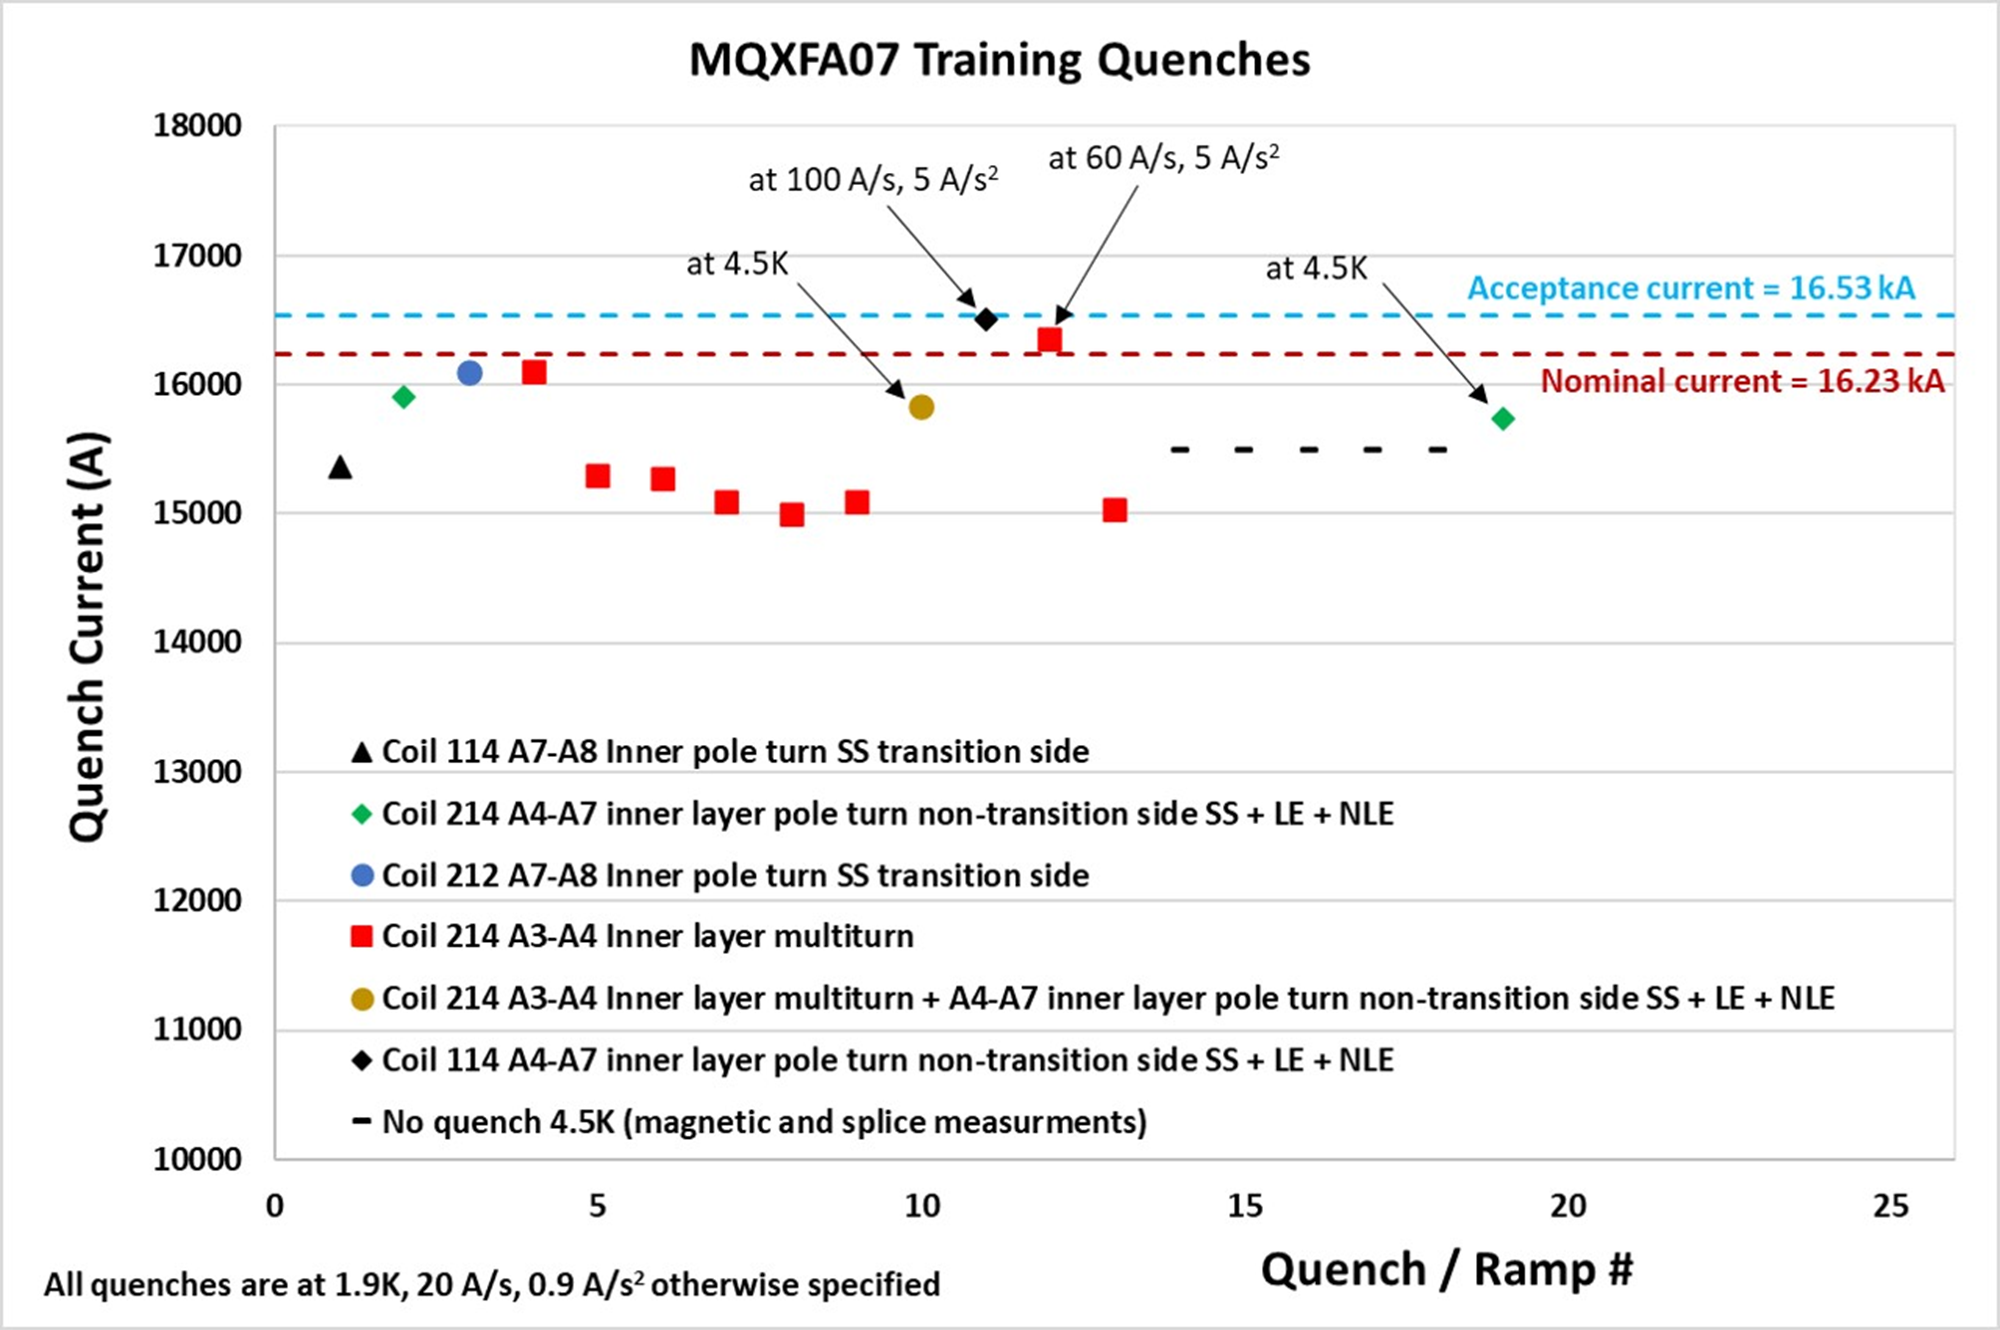 MQXFA07 Training Quenches
18000
17000
16000
15000
14000
13000
12000
11000
10000
Quench Current (A)
at 100 A/s, 5 A/s²
at 60 A/s, 5 A/s²
at 4.5K
at 4.5K
Acceptance current = 16.53 kA
Nominal current = 16.23 kA
Coil 114 A7-A8 Inner pole turn SS transition side
Coil 214 A4-A7 inner layer pole turn non-transition side SS + LE + NLE
Coil 212 A7-A8 Inner pole turn SS transition side
Coil 214 A3-A4 Inner layer multiturn
Coil 214 A3-A4 Inner layer multiturn + A4-A7 inner layer pole turn non-transition side SS + LE + NLE
Coil 114 A4-A7 inner layer pole turn non-transition side SS + LE + NLE
No quench 4.5K (magnetic and splice measurments)
0 5 10 15 20 25
Quench / Ramp #
All quenches are at 1.9K, 20 A/s, 0.9 A/s² otherwise specified